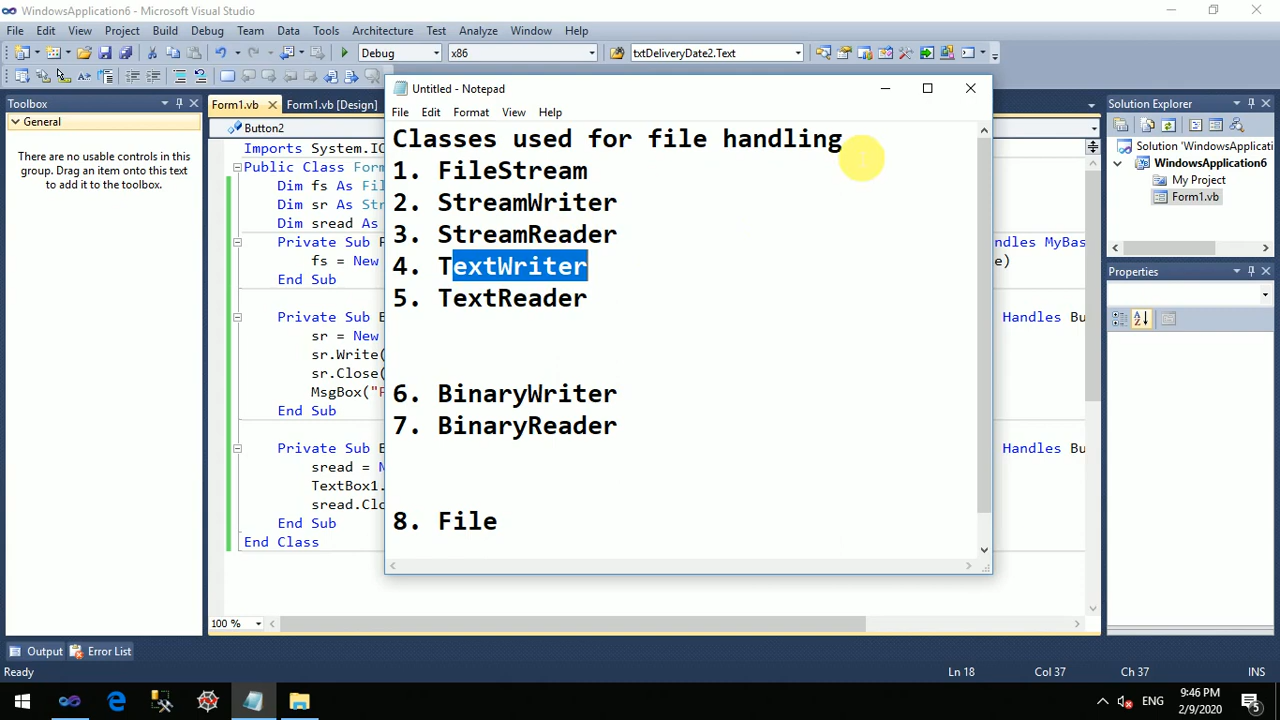 WindowsApplication6 - Microsoft Visual Studio
File Edit View Project Build Debug Team Data Tools Architecture Test Analyze Window Help
Debug x86 txtDeliveryDate2.Text
Toolbox
General
There are no usable controls in this
group. Drag an item onto this text
to add it to the toolbox.
Form1.vb Form1.vb [Design]
Button2
Imports System.IO
Public Class Form
Dim fs As Fil
Dim sr As Str
Dim sread As
Private Sub F
Handles MyBas
fs = New
e)
End Sub
Private Sub B
Handles Bu
sr = New
sr.Write(
sr.Close(
MsgBox("F
End Sub
Private Sub B
Handles Bu
sread = N
TextBox1.
sread.Clo
End Sub
End Class
100 %
Untitled - Notepad
File Edit Format View Help
Classes used for file handling
1. FileStream
2. StreamWriter
3. StreamReader
4. TextWriter
5. TextReader
6. BinaryWriter
7. BinaryReader
8. File
Solution Explorer
Solution 'WindowsApplication6'
WindowsApplication6
My Project
Form1.vb
Properties
Output Error List
Ready Ln 18 Col 37 Ch 37 INS
ENG
9:46 PM
2/9/2020
5